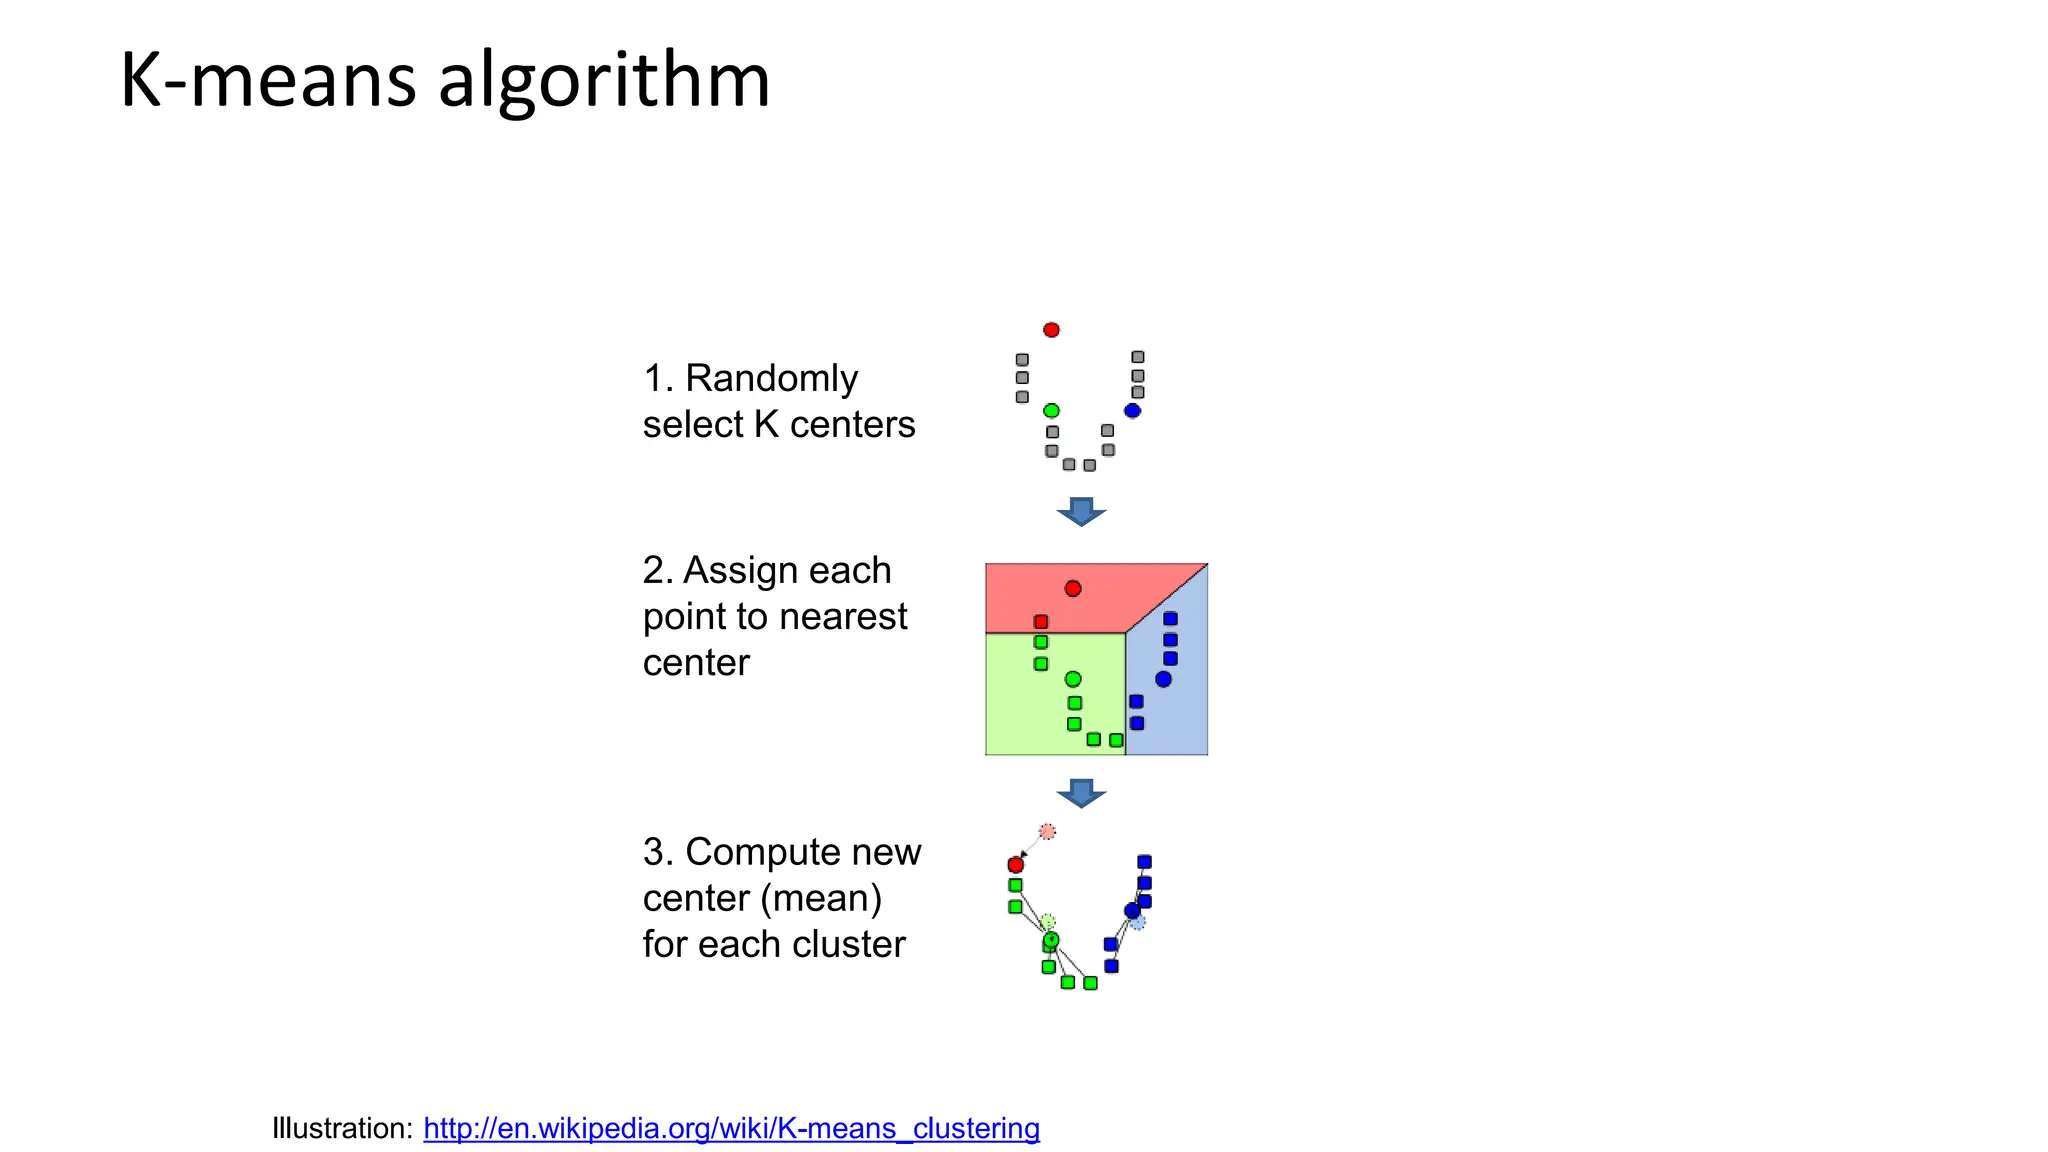 K-means algorithm
1. Randomly
select K centers
2. Assign each
point to nearest
center
3. Compute new
center (mean)
for each cluster
Illustration: http://en.wikipedia.org/wiki/K-means_clustering